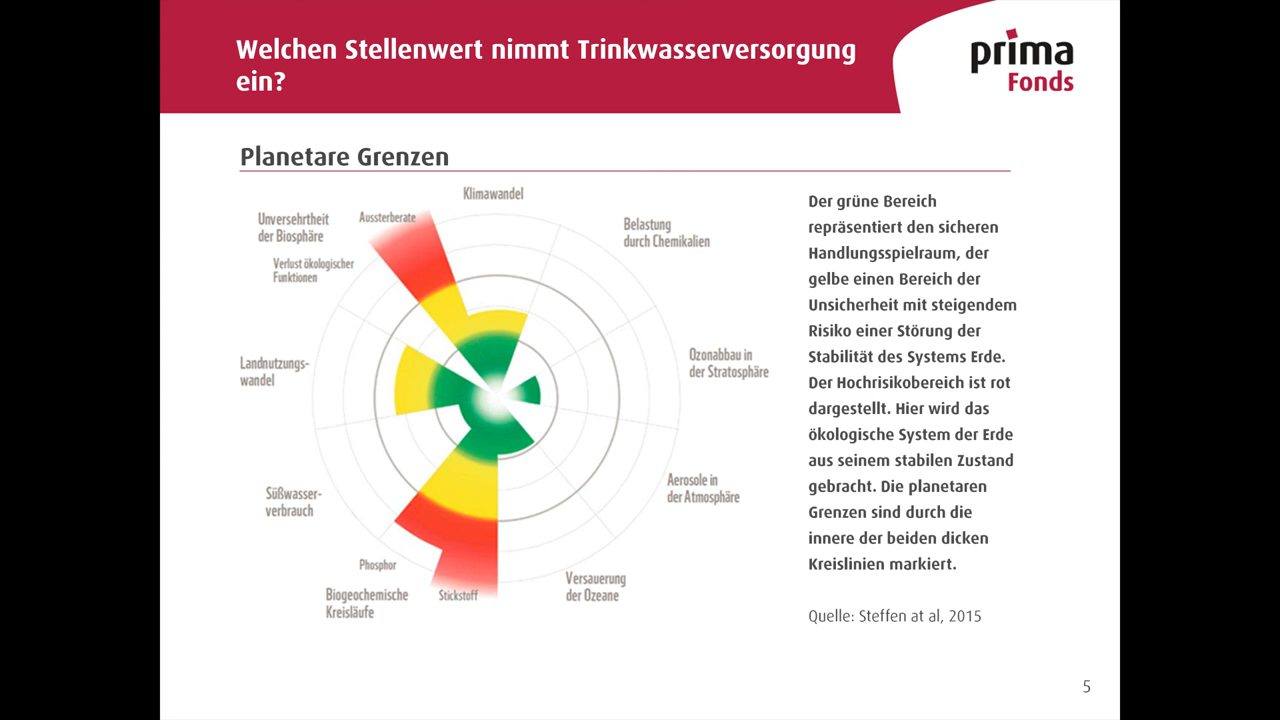 Welchen Stellenwert nimmt Trinkwasserversorgung
ein?
prima
Fonds
Planetare Grenzen
Klimawandel
Unversehrtheit
der Biosphäre
Aussterberate
Verlust ökologischer
Funktionen
Belastung
durch Chemikalien
Landnutzungs-
wandel
Ozonabbau in
der Stratosphäre
Süßwasser-
verbrauch
Aerosole in
der Atmosphäre
Phosphor
Biogeochemische
Kreisläufe
Stickstoff
Versauerung
der Ozeane
Der grüne Bereich
repräsentiert den sicheren
Handlungsspielraum, der
gelbe einen Bereich der
Unsicherheit mit steigendem
Risiko einer Störung der
Stabilität des Systems Erde.
Der Hochrisikobereich ist rot
dargestellt. Hier wird das
ökologische System der Erde
aus seinem stabilen Zustand
gebracht. Die planetaren
Grenzen sind durch die
innere der beiden dicken
Kreislinien markiert.
Quelle: Steffen at al, 2015
5